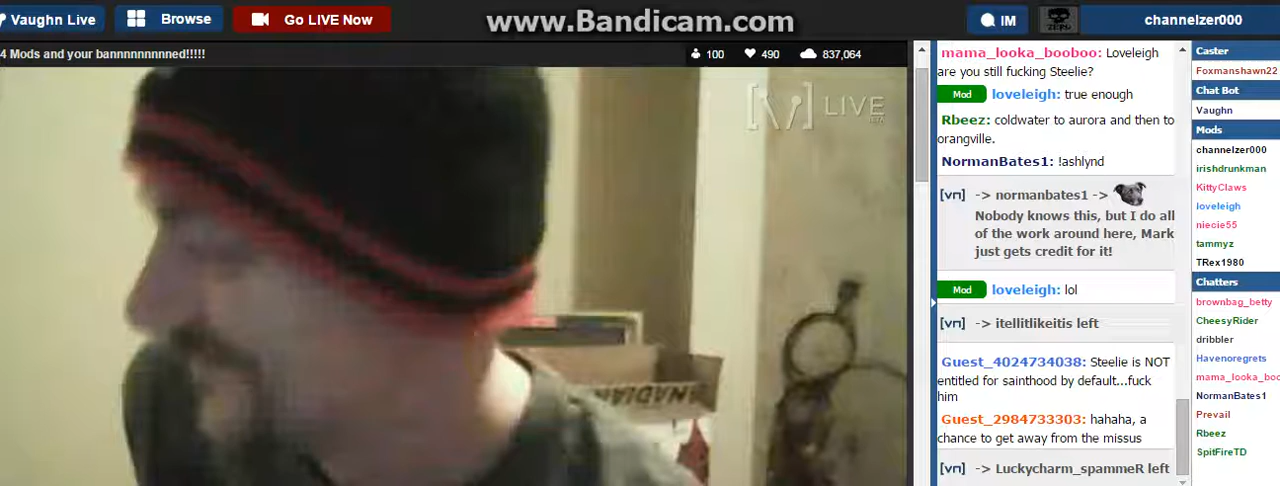 Vaughn Live
Browse
Go LIVE Now
www.Bandicam.com
IM
ZERO
channelzer000
4 Mods and your bannnnnnnnned!!!!!
100
490
837,064
[V] LIVE
BETA
mama_looka_booboo: Loveleigh
are you still fucking Steelie?
Mod loveleigh: true enough
Rbeez: coldwater to aurora and then to
orangville.
NormanBates1: !ashlynd
[vn] -> normanbates1 ->
Nobody knows this, but I do all
of the work around here, Mark
just gets credit for it!
Mod loveleigh: lol
[vn] -> itellitlikeitis left
Guest_4024734038: Steelie is NOT
entitled for sainthood by default...fuck
him
Guest_2984733303: hahaha, a
chance to get away from the missus
[vn] -> Luckycharm_spammeR left
Caster
Foxmanshawn22
Chat Bot
Vaughn
Mods
channelzer000
irishdrunkman
KittyClaws
loveleigh
niecie55
tammyz
TRex1980
Chatters
brownbag_betty
CheesyRider
dribbler
Havenoregrets
mama_looka_boo
NormanBates1
Prevail
Rbeez
SpitFireTD
NADIAN